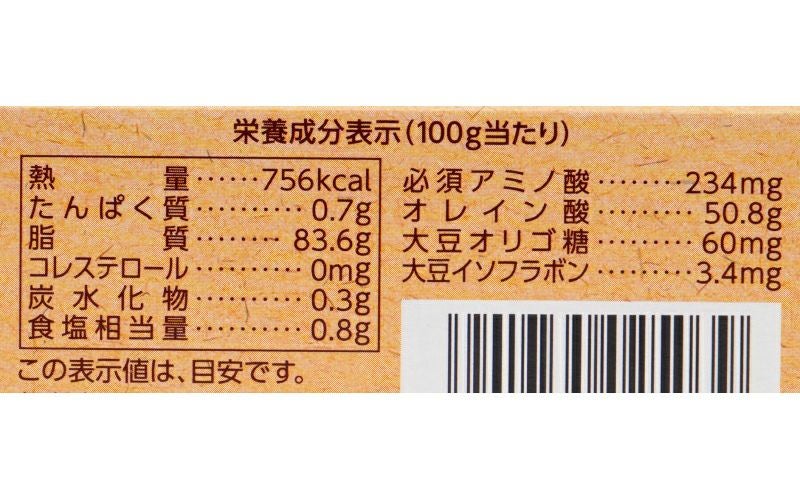 栄養成分表示(100g当たり)
熱量………756kcal
たんぱく質…………0.7g
脂質…………83.6g
コレステロール…………0mg
炭水化物…………0.3g
食塩相当量…………0.8g
この表示値は、目安です。
必須アミノ酸………234mg
オレイン酸…………50.8g
大豆オリゴ糖…………60mg
大豆イソフラボン…………3.4mg